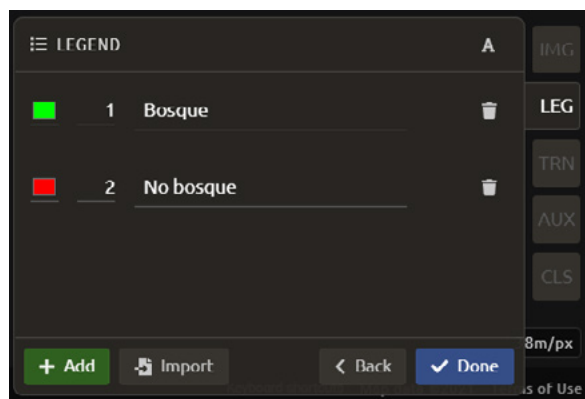 LEGEND A
IMG
1 Bosque
LEG
TRN
2 No bosque
AUX
CLS
8m/px
+ Add Import < Back ✓ Done
s of Use